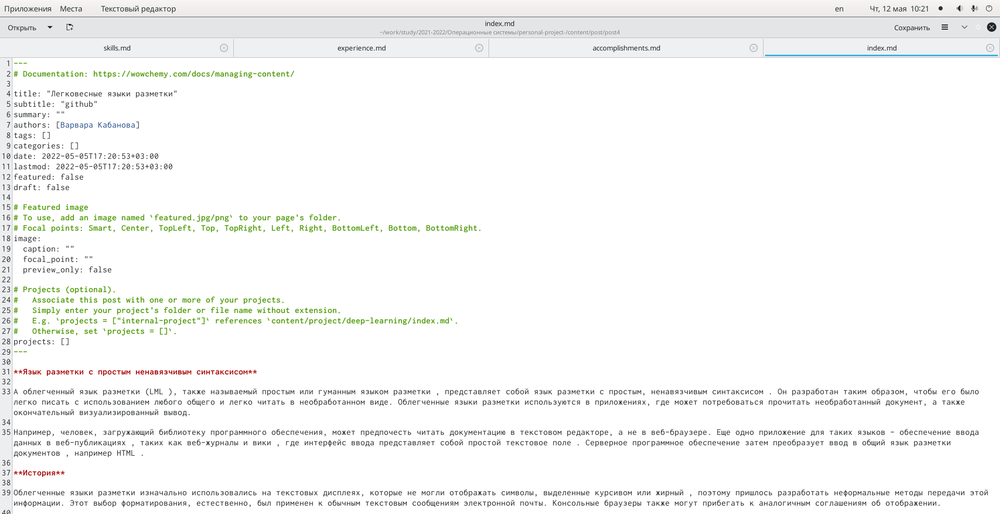 Приложения Места Текстовый редактор en Чт, 12 мая 10:21
Открыть index.md Сохранить
~/work/study/2021-2022/Операционные системы/personal-project-/content/post/post4
skills.md experience.md accomplishments.md index.md
1 ---
2 # Documentation: https://wowchemy.com/docs/managing-content/
3
4 title: "Легковесные языки разметки"
5 subtitle: "github"
6 summary: ""
7 authors: [Варвара Кабанова]
8 tags: []
9 categories: []
10 date: 2022-05-05T17:20:53+03:00
11 lastmod: 2022-05-05T17:20:53+03:00
12 featured: false
13 draft: false
14
15 # Featured image
16 # To use, add an image named `featured.jpg/png` to your page's folder.
17 # Focal points: Smart, Center, TopLeft, Top, TopRight, Left, Right, BottomLeft, Bottom, BottomRight.
18 image:
19   caption: ""
20   focal_point: ""
21   preview_only: false
22
23 # Projects (optional).
24 #   Associate this post with one or more of your projects.
25 #   Simply enter your project's folder or file name without extension.
26 #   E.g. `projects = ["internal-project"]` references `content/project/deep-learning/index.md`.
27 #   Otherwise, set `projects = []`.
28 projects: []
29 ---
30
31 **Язык разметки с простым ненавязчивым синтаксисом**
32
33 А облегченный язык разметки (LML ), также называемый простым или гуманным языком разметки , представляет собой язык разметки с простым, ненавязчивым синтаксисом . Он разработан таким образом, чтобы его было
легко писать с использованием любого общего и легко читать в необработанном виде. Облегченные языки разметки используются в приложениях, где может потребоваться прочитать необработанный документ, а также
окончательный визуализированный вывод.
34
35 Например, человек, загружающий библиотеку программного обеспечения, может предпочесть читать документацию в текстовом редакторе, а не в веб-браузере. Еще одно приложение для таких языков - обеспечение ввода
данных в веб-публикациях , таких как веб-журналы и вики , где интерфейс ввода представляет собой простой текстовое поле . Серверное программное обеспечение затем преобразует ввод в общий язык разметки
документов , например HTML .
36
37 **История**
38
39 Облегченные языки разметки изначально использовались на текстовых дисплеях, которые не могли отображать символы, выделенные курсивом или жирный , поэтому пришлось разработать неформальные методы передачи этой
информации. Этот выбор форматирования, естественно, был применен к обычным текстовым сообщениям электронной почты. Консольные браузеры также могут прибегать к аналогичным соглашениям об отображении.
40